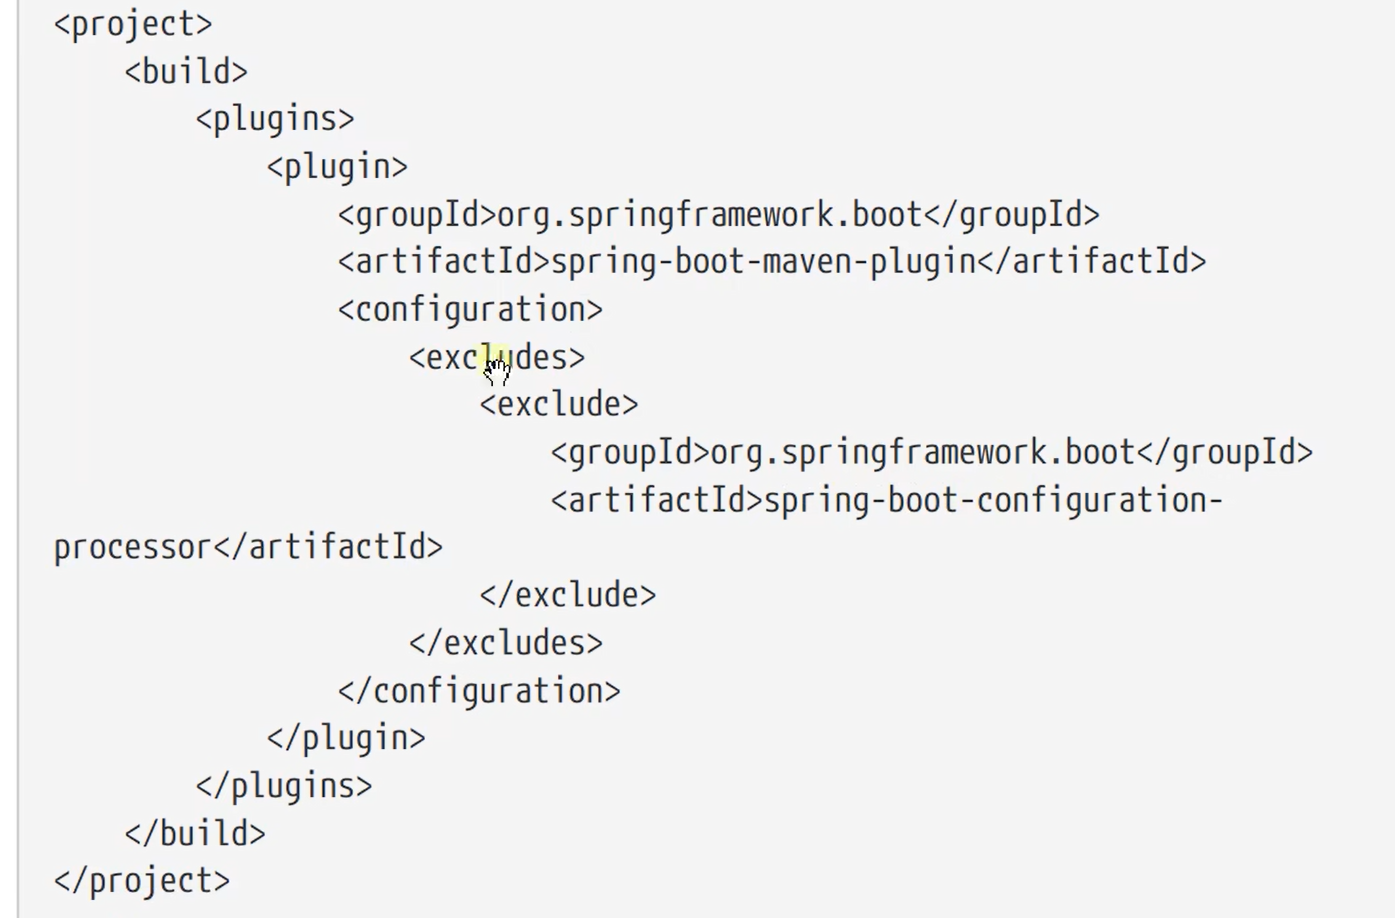 <project>
    <build>
        <plugins>
            <plugin>
                <groupId>org.springframework.boot</groupId>
                <artifactId>spring-boot-maven-plugin</artifactId>
                <configuration>
                    <excludes>
                        <exclude>
                            <groupId>org.springframework.boot</groupId>
                            <artifactId>spring-boot-configuration-
processor</artifactId>
                        </exclude>
                    </excludes>
                </configuration>
            </plugin>
        </plugins>
    </build>
</project>